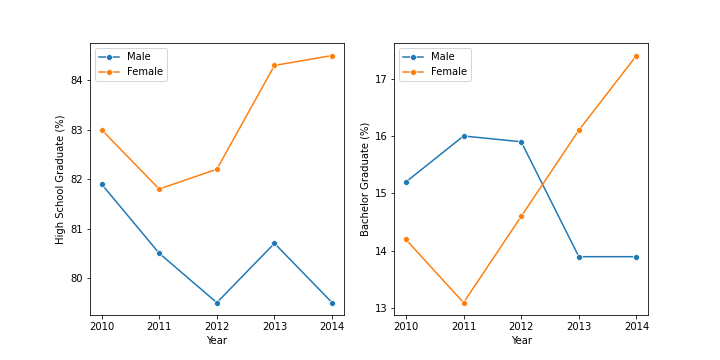 Male
Female
84
83
82
81
80
2010 2011 2012 2013 2014
Year
High School Graduate (%)
Male
Female
17
16
15
14
13
2010 2011 2012 2013 2014
Year
Bachelor Graduate (%)